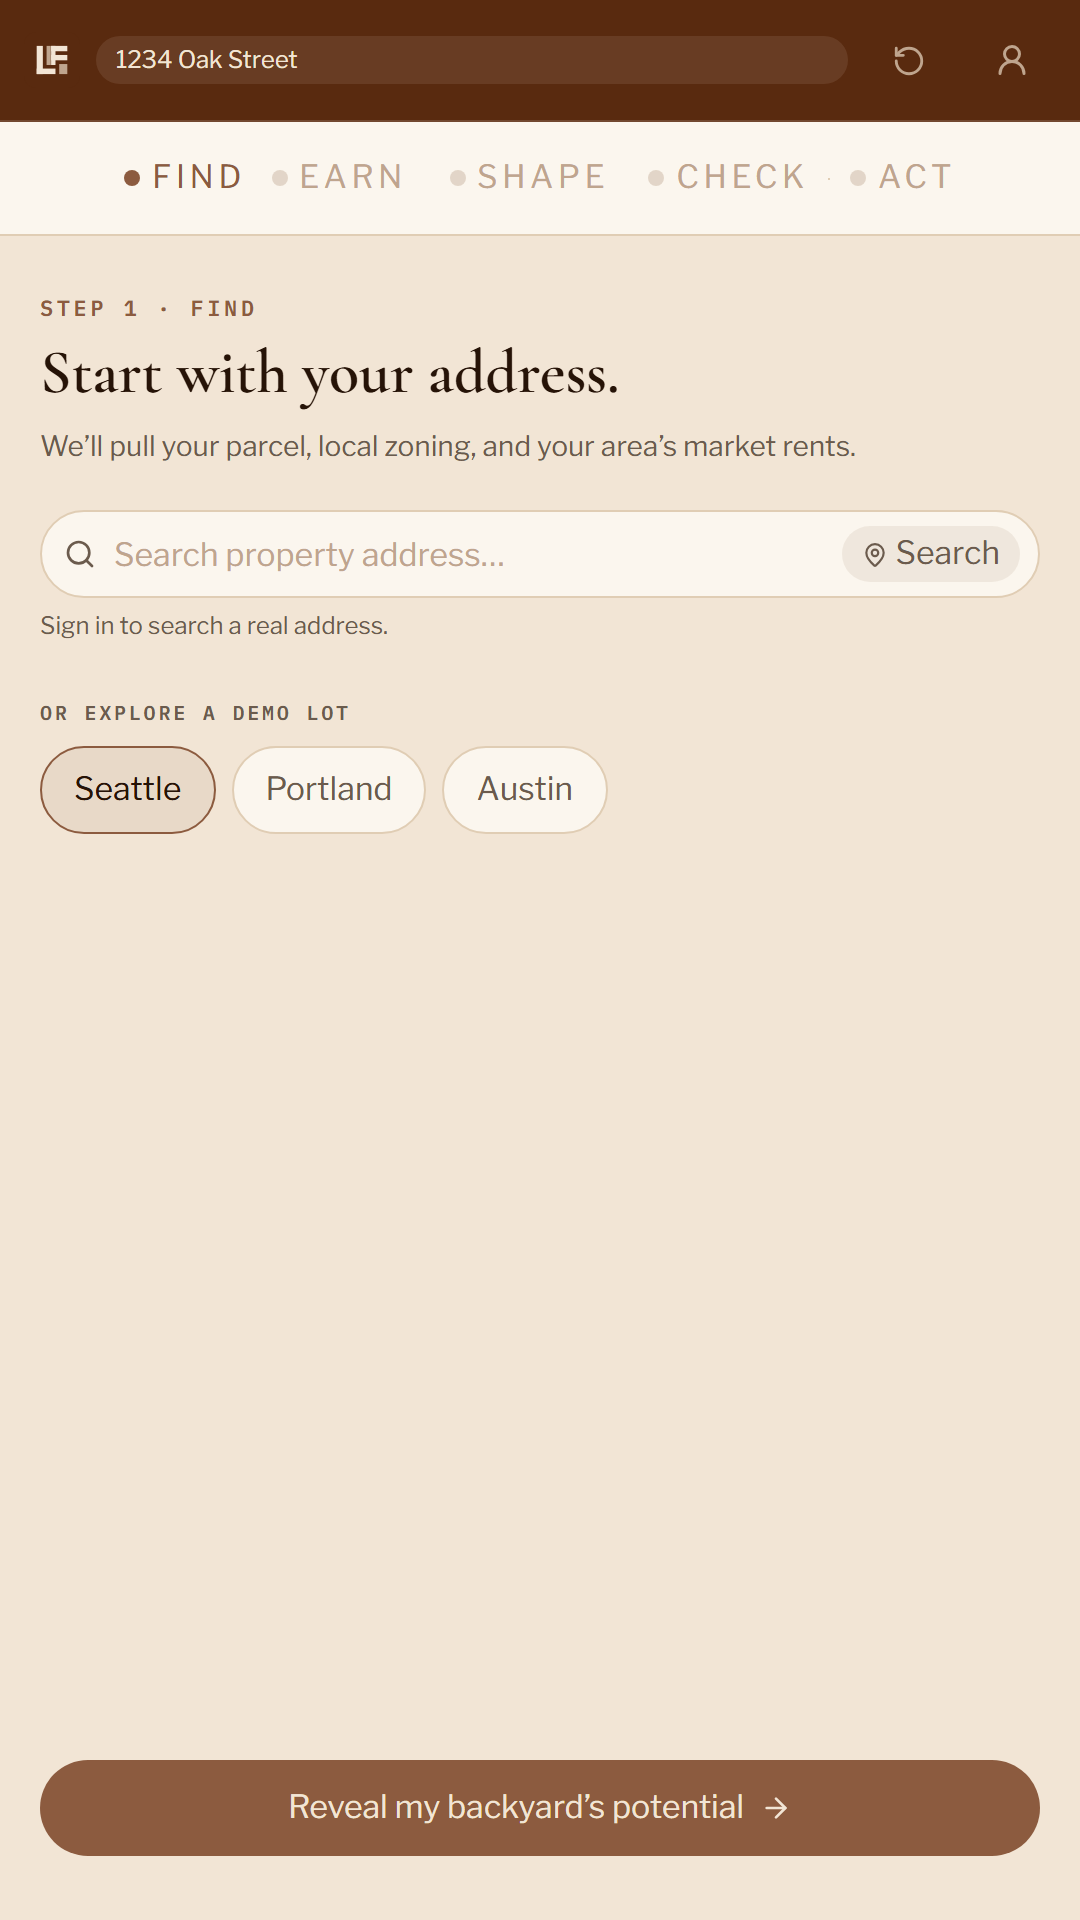 LF 1234 Oak Street
FIND EARN SHAPE CHECK · ACT
STEP 1 · FIND
Start with your address.
We’ll pull your parcel, local zoning, and your area’s market rents.
Search property address... Search
Sign in to search a real address.
OR EXPLORE A DEMO LOT
Seattle Portland Austin
Reveal my backyard’s potential →